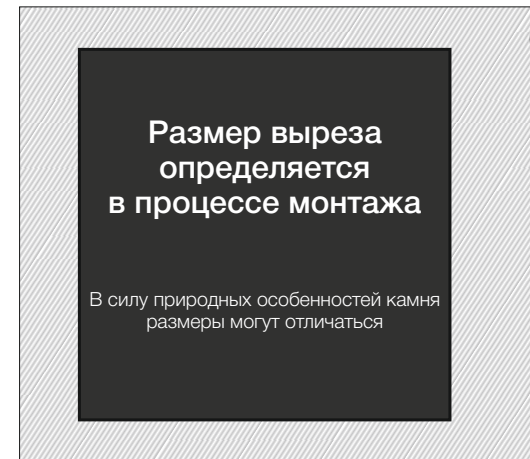 Размер выреза
определяется
в процессе монтажа
В силу природных особенностей камня
размеры могут отличаться